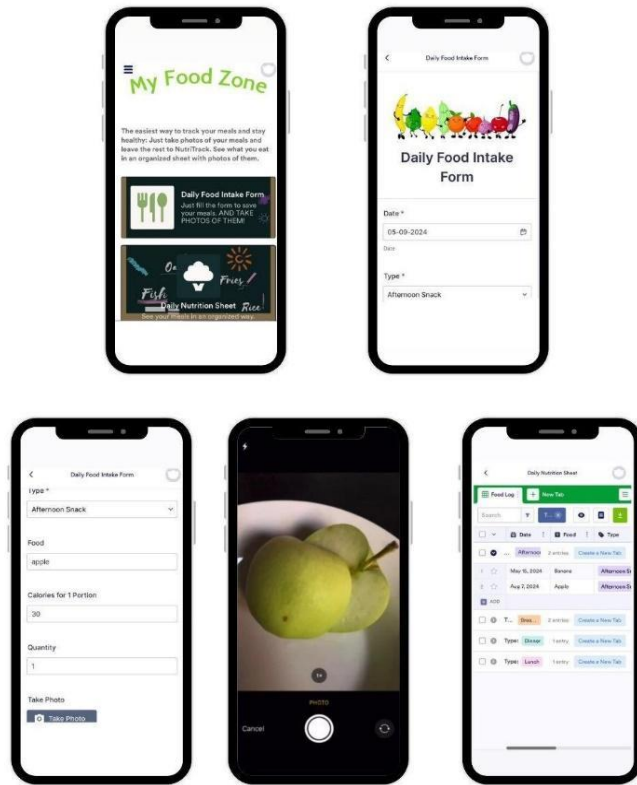 My Food Zone
The easiest way to track your meals and stay
healthy: Just take photos of your meals and
leave the rest to NutriTrack. See what you eat
in an organized sheet with photos of them.
Daily Food Intake Form
Just fill the form to save
your meals, AND TAKE
PHOTOS OF THEM!
Fries
Fish
Rice
Daily Nutrition Sheet
See your meals in an organized way.
Daily Food Intake Form
Daily Food Intake
Form
Date *
05-09-2024
Date
Type *
Afternoon Snack
Daily Food Intake Form
Type *
Afternoon Snack
Food
apple
Calories for 1 Portion
30
Quantity
1
Take Photo
Take Photo
1x
PHOTO
Cancel
Daily Nutrition Sheet
Food Log
New Tab
Search
T...
Date
Food
Type
... Afternoo 2 entries Create a New Tab
1 May 15, 2024 Banana Afternoon Sn
2 Aug 7, 2024 Apple Afternoon Sn
ADD
T... Brea... 2 entries Create a New Tab
Type: Dinner 1 entry Create a New Tab
Type: Lunch 1 entry Create a New Tab